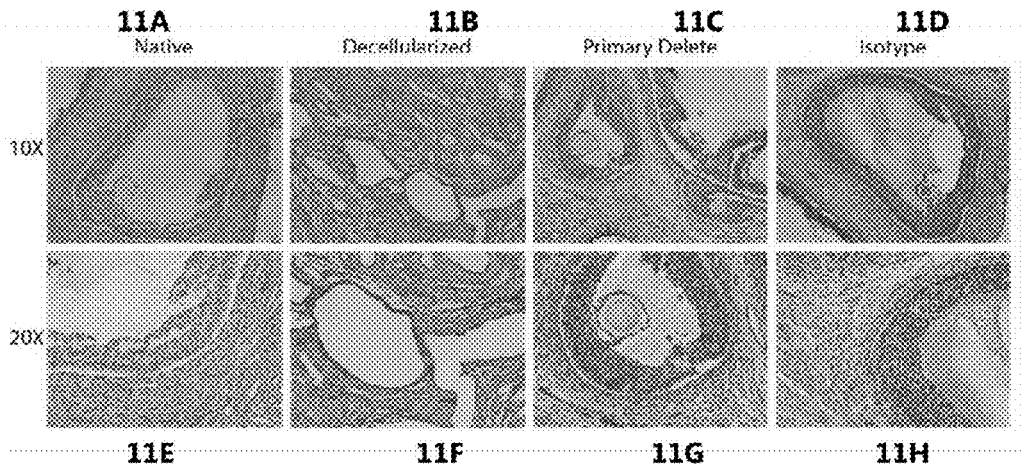 11A 11B 11C 11D
Native Decellularized Primary Delete Isotype
10X
20X
11E 11F 11G 11H